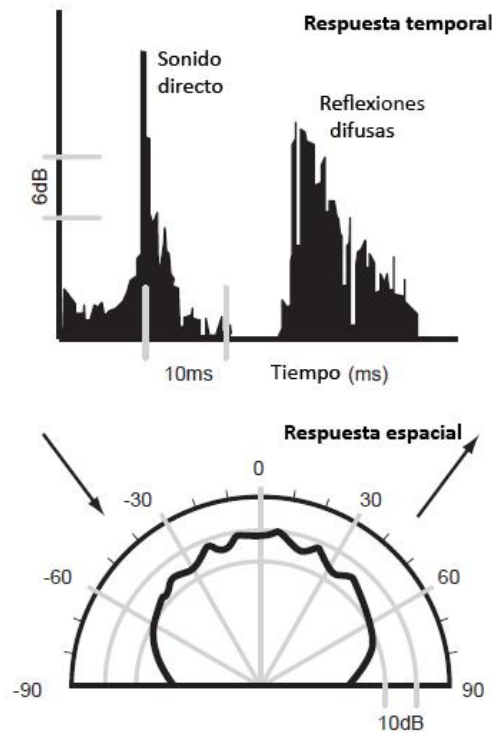 Respuesta temporal
Sonido
directo
Reflexiones
difusas
6dB
10ms
Tiempo (ms)
Respuesta espacial
0
-30
30
-60
60
-90
90
10dB